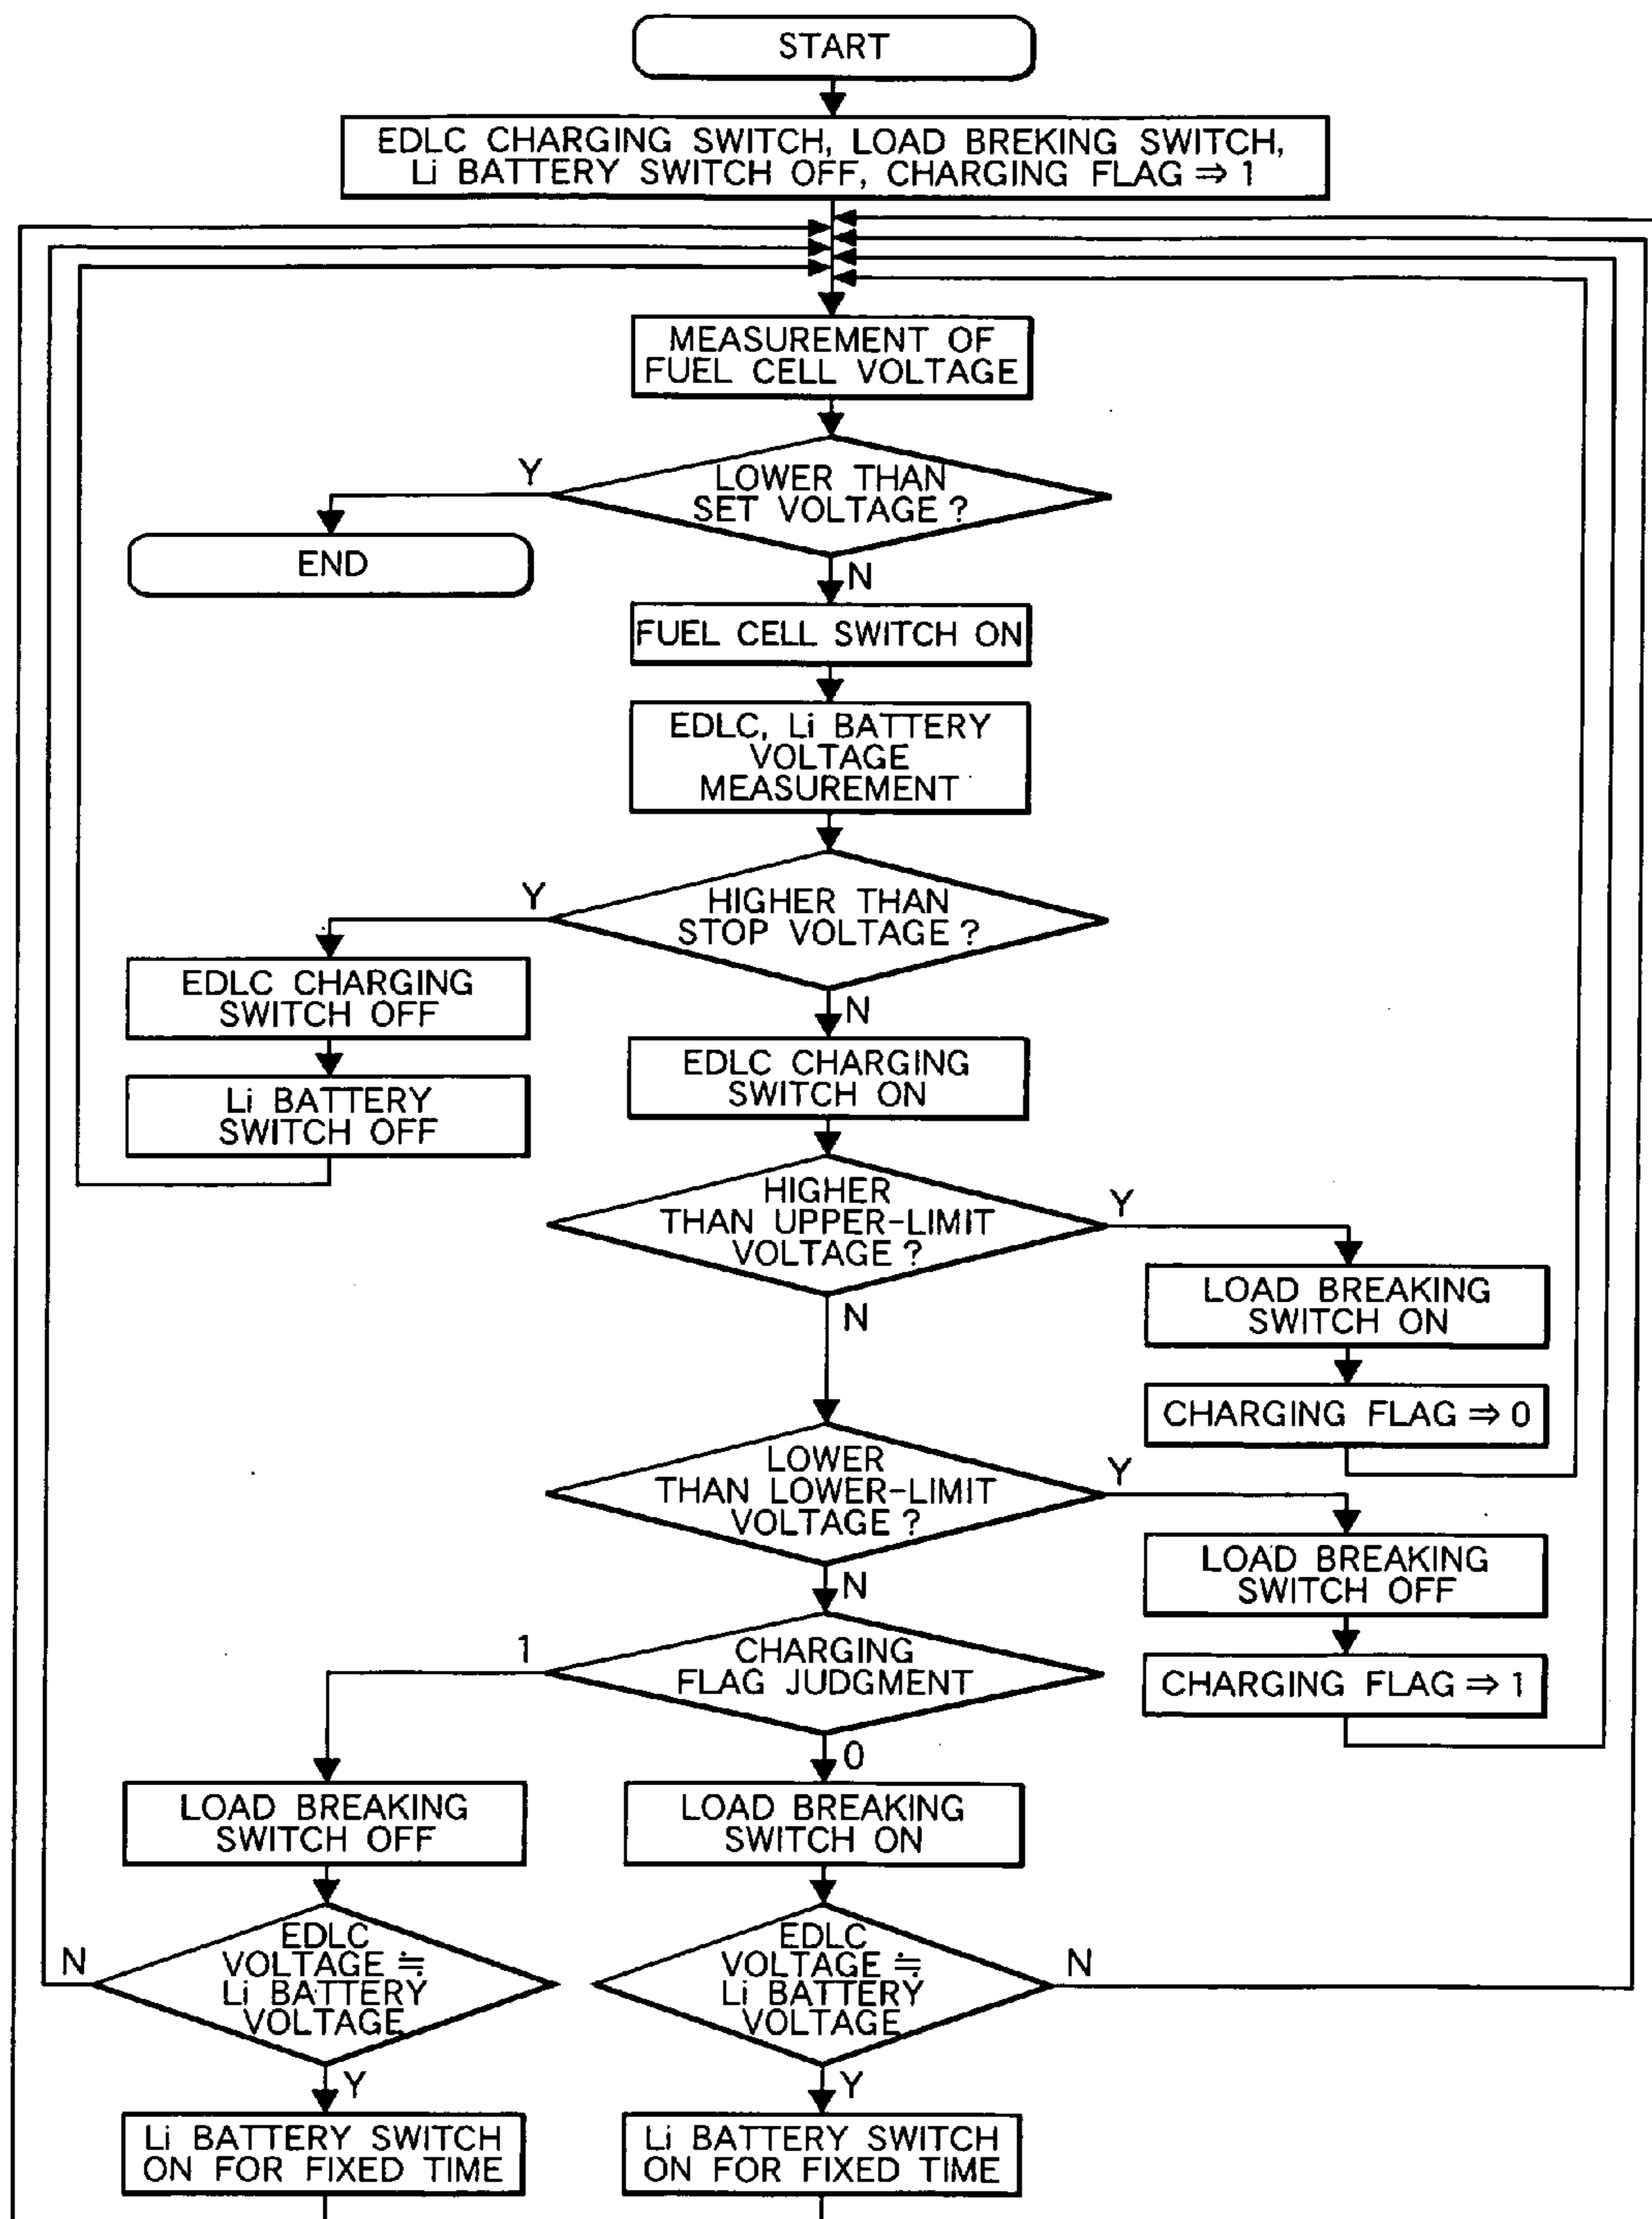 START
EDLC CHARGING SWITCH, LOAD BREKING SWITCH,
Li BATTERY SWITCH OFF, CHARGING FLAG ⇒ 1
MEASUREMENT OF
FUEL CELL VOLTAGE
Y
LOWER THAN
SET VOLTAGE ?
END
N
FUEL CELL SWITCH ON
EDLC, Li BATTERY
VOLTAGE
MEASUREMENT
Y
HIGHER THAN
STOP VOLTAGE ?
EDLC CHARGING
SWITCH OFF
N
EDLC CHARGING
SWITCH ON
Li BATTERY
SWITCH OFF
HIGHER
THAN UPPER-LIMIT
VOLTAGE ?
Y
N
LOAD BREAKING
SWITCH ON
CHARGING FLAG ⇒ 0
LOWER
THAN LOWER-LIMIT
VOLTAGE ?
Y
N
LOAD BREAKING
SWITCH OFF
CHARGING FLAG ⇒ 1
1
CHARGING
FLAG JUDGMENT
0
LOAD BREAKING
SWITCH OFF
LOAD BREAKING
SWITCH ON
N
EDLC
VOLTAGE ≒
Li BATTERY
VOLTAGE
EDLC
VOLTAGE ≒
Li BATTERY
VOLTAGE
N
Y
Y
Li BATTERY SWITCH
ON FOR FIXED TIME
Li BATTERY SWITCH
ON FOR FIXED TIME